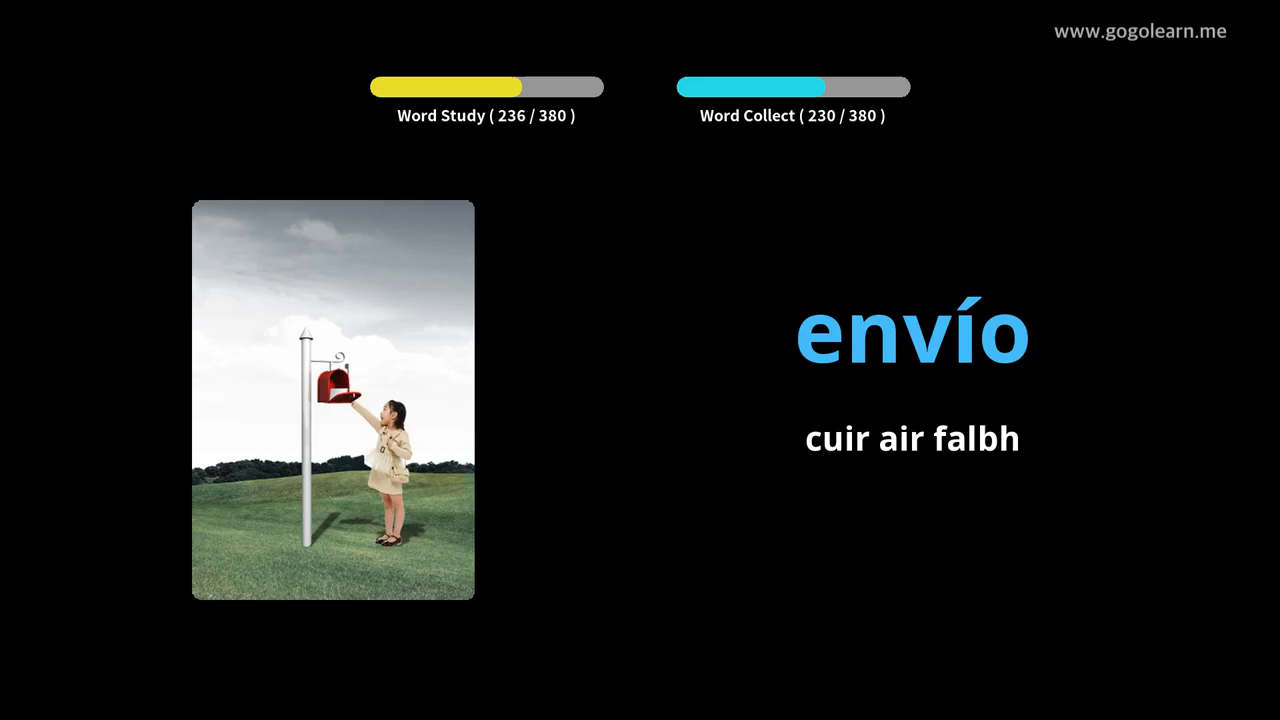 www.gogolearn.me
Word Study ( 236 / 380 )
Word Collect ( 230 / 380 )
envío
cuir air falbh